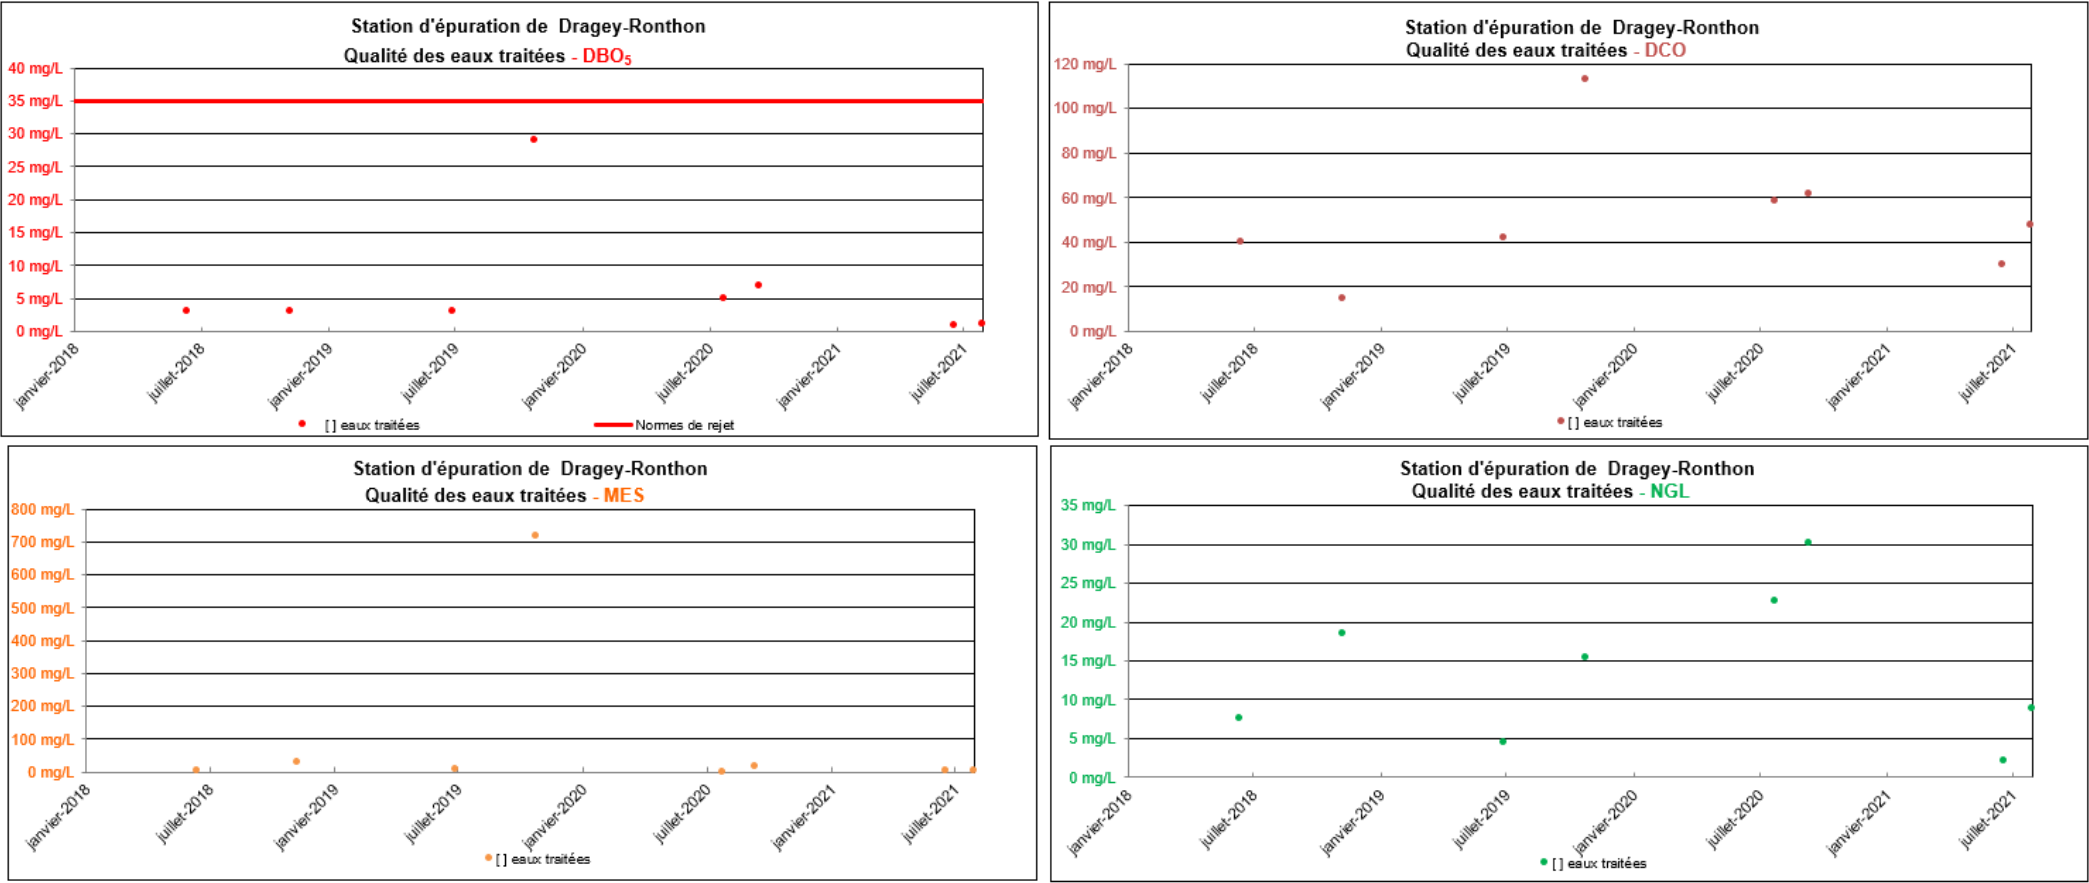 Station d'épuration de Dragey-Ronthon
Qualité des eaux traitées - DBO5
40 mg/L
35 mg/L
30 mg/L
25 mg/L
20 mg/L
15 mg/L
10 mg/L
5 mg/L
0 mg/L
janvier-2018
juillet-2018
janvier-2019
juillet-2019
janvier-2020
juillet-2020
janvier-2021
juillet-2021
[ ] eaux traitées
Normes de rejet
Station d'épuration de Dragey-Ronthon
Qualité des eaux traitées - DCO
120 mg/L
100 mg/L
80 mg/L
60 mg/L
40 mg/L
20 mg/L
0 mg/L
janvier-2018
juillet-2018
janvier-2019
juillet-2019
janvier-2020
juillet-2020
janvier-2021
juillet-2021
[ ] eaux traitées
Station d'épuration de Dragey-Ronthon
Qualité des eaux traitées - MES
800 mg/L
700 mg/L
600 mg/L
500 mg/L
400 mg/L
300 mg/L
200 mg/L
100 mg/L
0 mg/L
janvier-2018
juillet-2018
janvier-2019
juillet-2019
janvier-2020
juillet-2020
janvier-2021
juillet-2021
[ ] eaux traitées
Station d'épuration de Dragey-Ronthon
Qualité des eaux traitées - NGL
35 mg/L
30 mg/L
25 mg/L
20 mg/L
15 mg/L
10 mg/L
5 mg/L
0 mg/L
janvier-2018
juillet-2018
janvier-2019
juillet-2019
janvier-2020
juillet-2020
janvier-2021
juillet-2021
[ ] eaux traitées